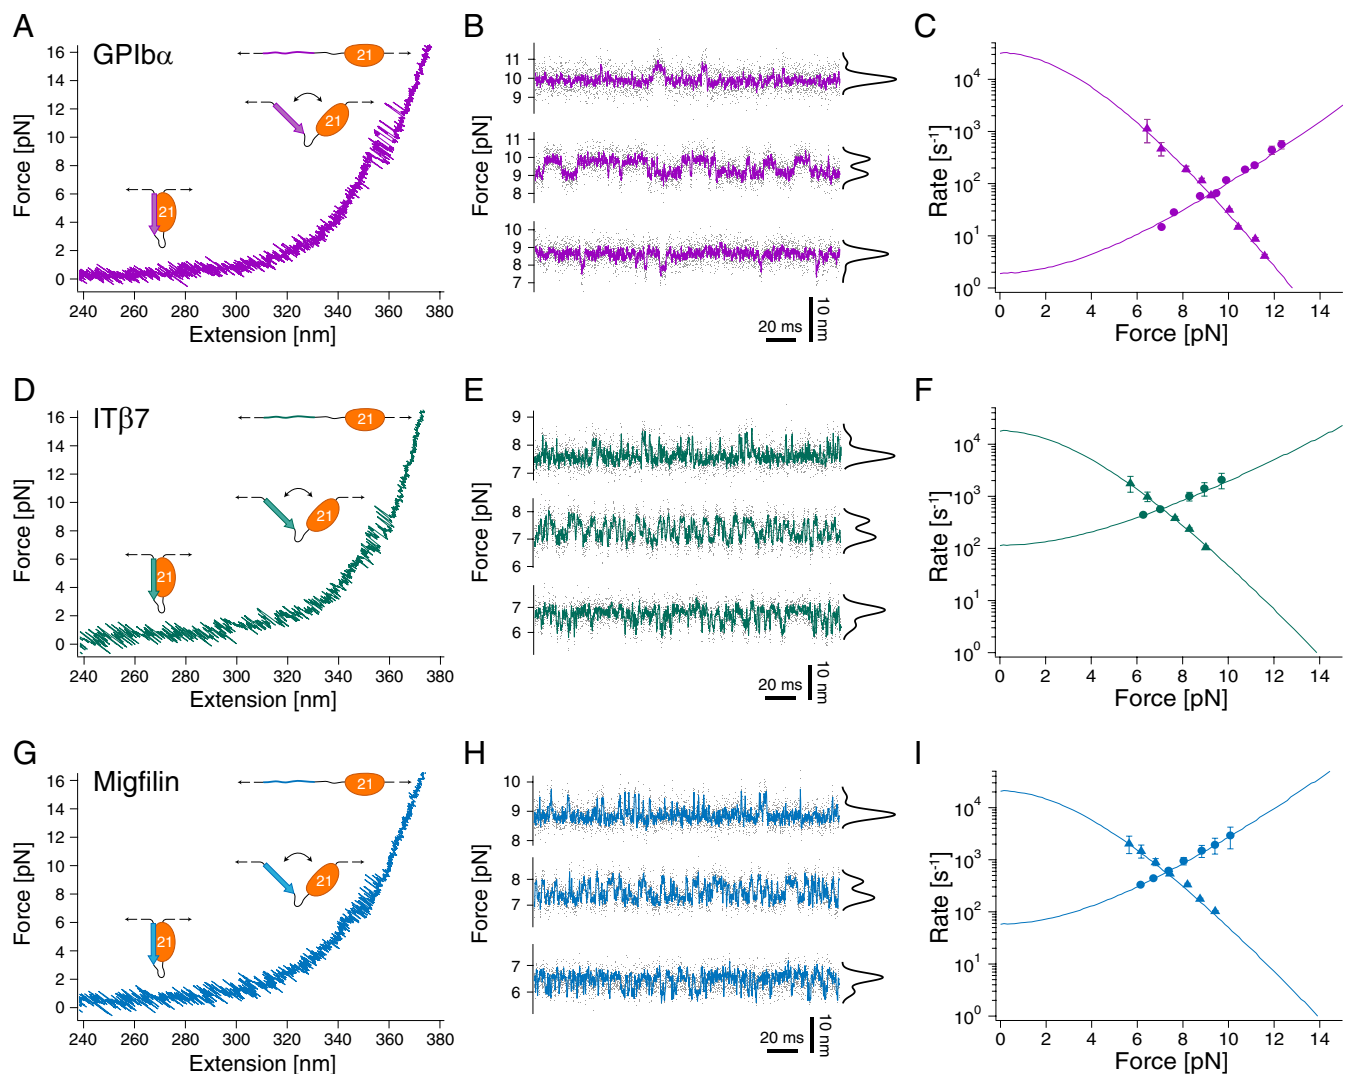 A
GPIbα
Force [pN]
16
14
12
10
8
6
4
2
0
21
21
21
240 260 280 300 320 340 360 380
Extension [nm]
B
Force [pN]
11
10
9
11
10
9
9
8
7
20 ms
10 nm
C
Rate [s⁻¹]
10⁴
10³
10²
10¹
10⁰
0 2 4 6 8 10 12 14
Force [pN]
D
ITβ7
Force [pN]
16
14
12
10
8
6
4
2
0
21
21
21
240 260 280 300 320 340 360 380
Extension [nm]
E
Force [pN]
9
8
7
8
7
6
7
6
20 ms
10 nm
F
Rate [s⁻¹]
10⁴
10³
10²
10¹
10⁰
0 2 4 6 8 10 12 14
Force [pN]
G
Migfilin
Force [pN]
16
14
12
10
8
6
4
2
0
21
21
21
240 260 280 300 320 340 360 380
Extension [nm]
H
Force [pN]
10
9
8
8
7
7
6
20 ms
10 nm
I
Rate [s⁻¹]
10⁴
10³
10²
10¹
10⁰
0 2 4 6 8 10 12 14
Force [pN]